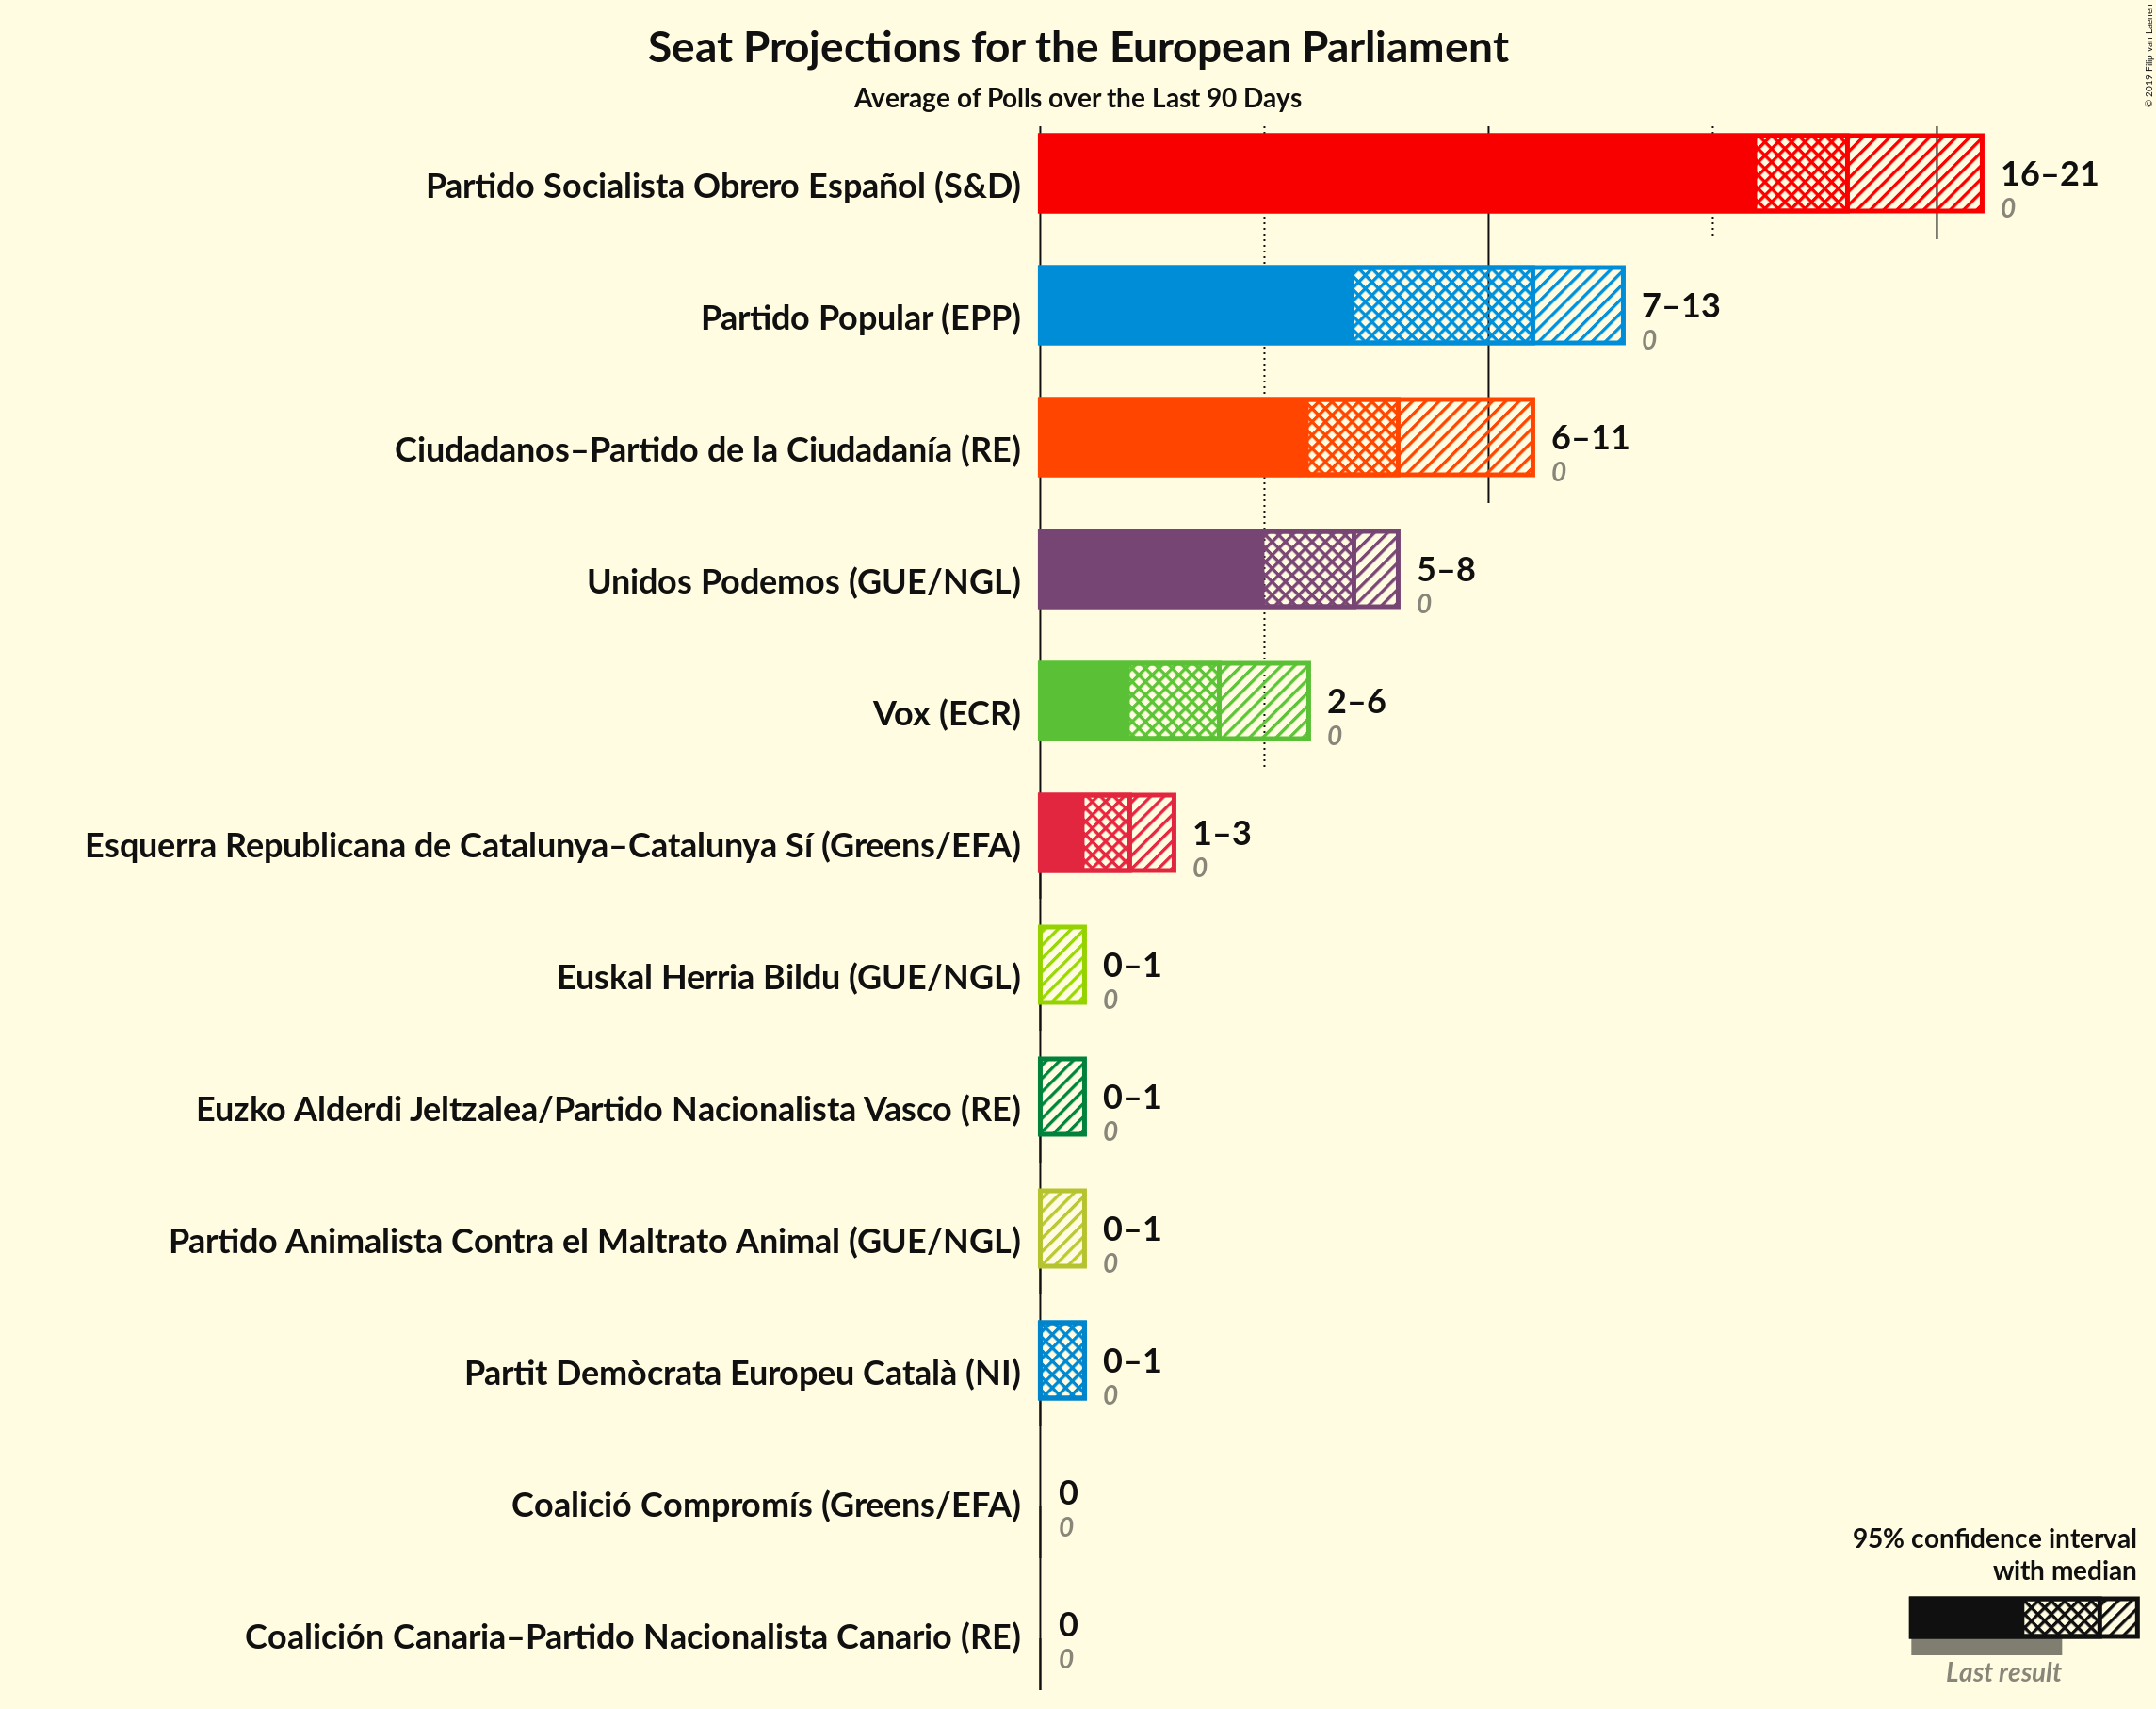 Seat Projections for the European Parliament
Average of Polls over the Last 90 Days
© 2019 Filip van Laenen
Partido Socialista Obrero Español (S&D)
16–21
0
Partido Popular (EPP)
7–13
0
Ciudadanos–Partido de la Ciudadanía (RE)
6–11
0
Unidos Podemos (GUE/NGL)
5–8
0
Vox (ECR)
2–6
0
Esquerra Republicana de Catalunya–Catalunya Sí (Greens/EFA)
1–3
0
Euskal Herria Bildu (GUE/NGL)
0–1
0
Euzko Alderdi Jeltzalea/Partido Nacionalista Vasco (RE)
0–1
0
Partido Animalista Contra el Maltrato Animal (GUE/NGL)
0–1
0
Partit Demòcrata Europeu Català (NI)
0–1
0
Coalició Compromís (Greens/EFA)
0
0
Coalición Canaria–Partido Nacionalista Canario (RE)
0
0
95% confidence interval
with median
Last result